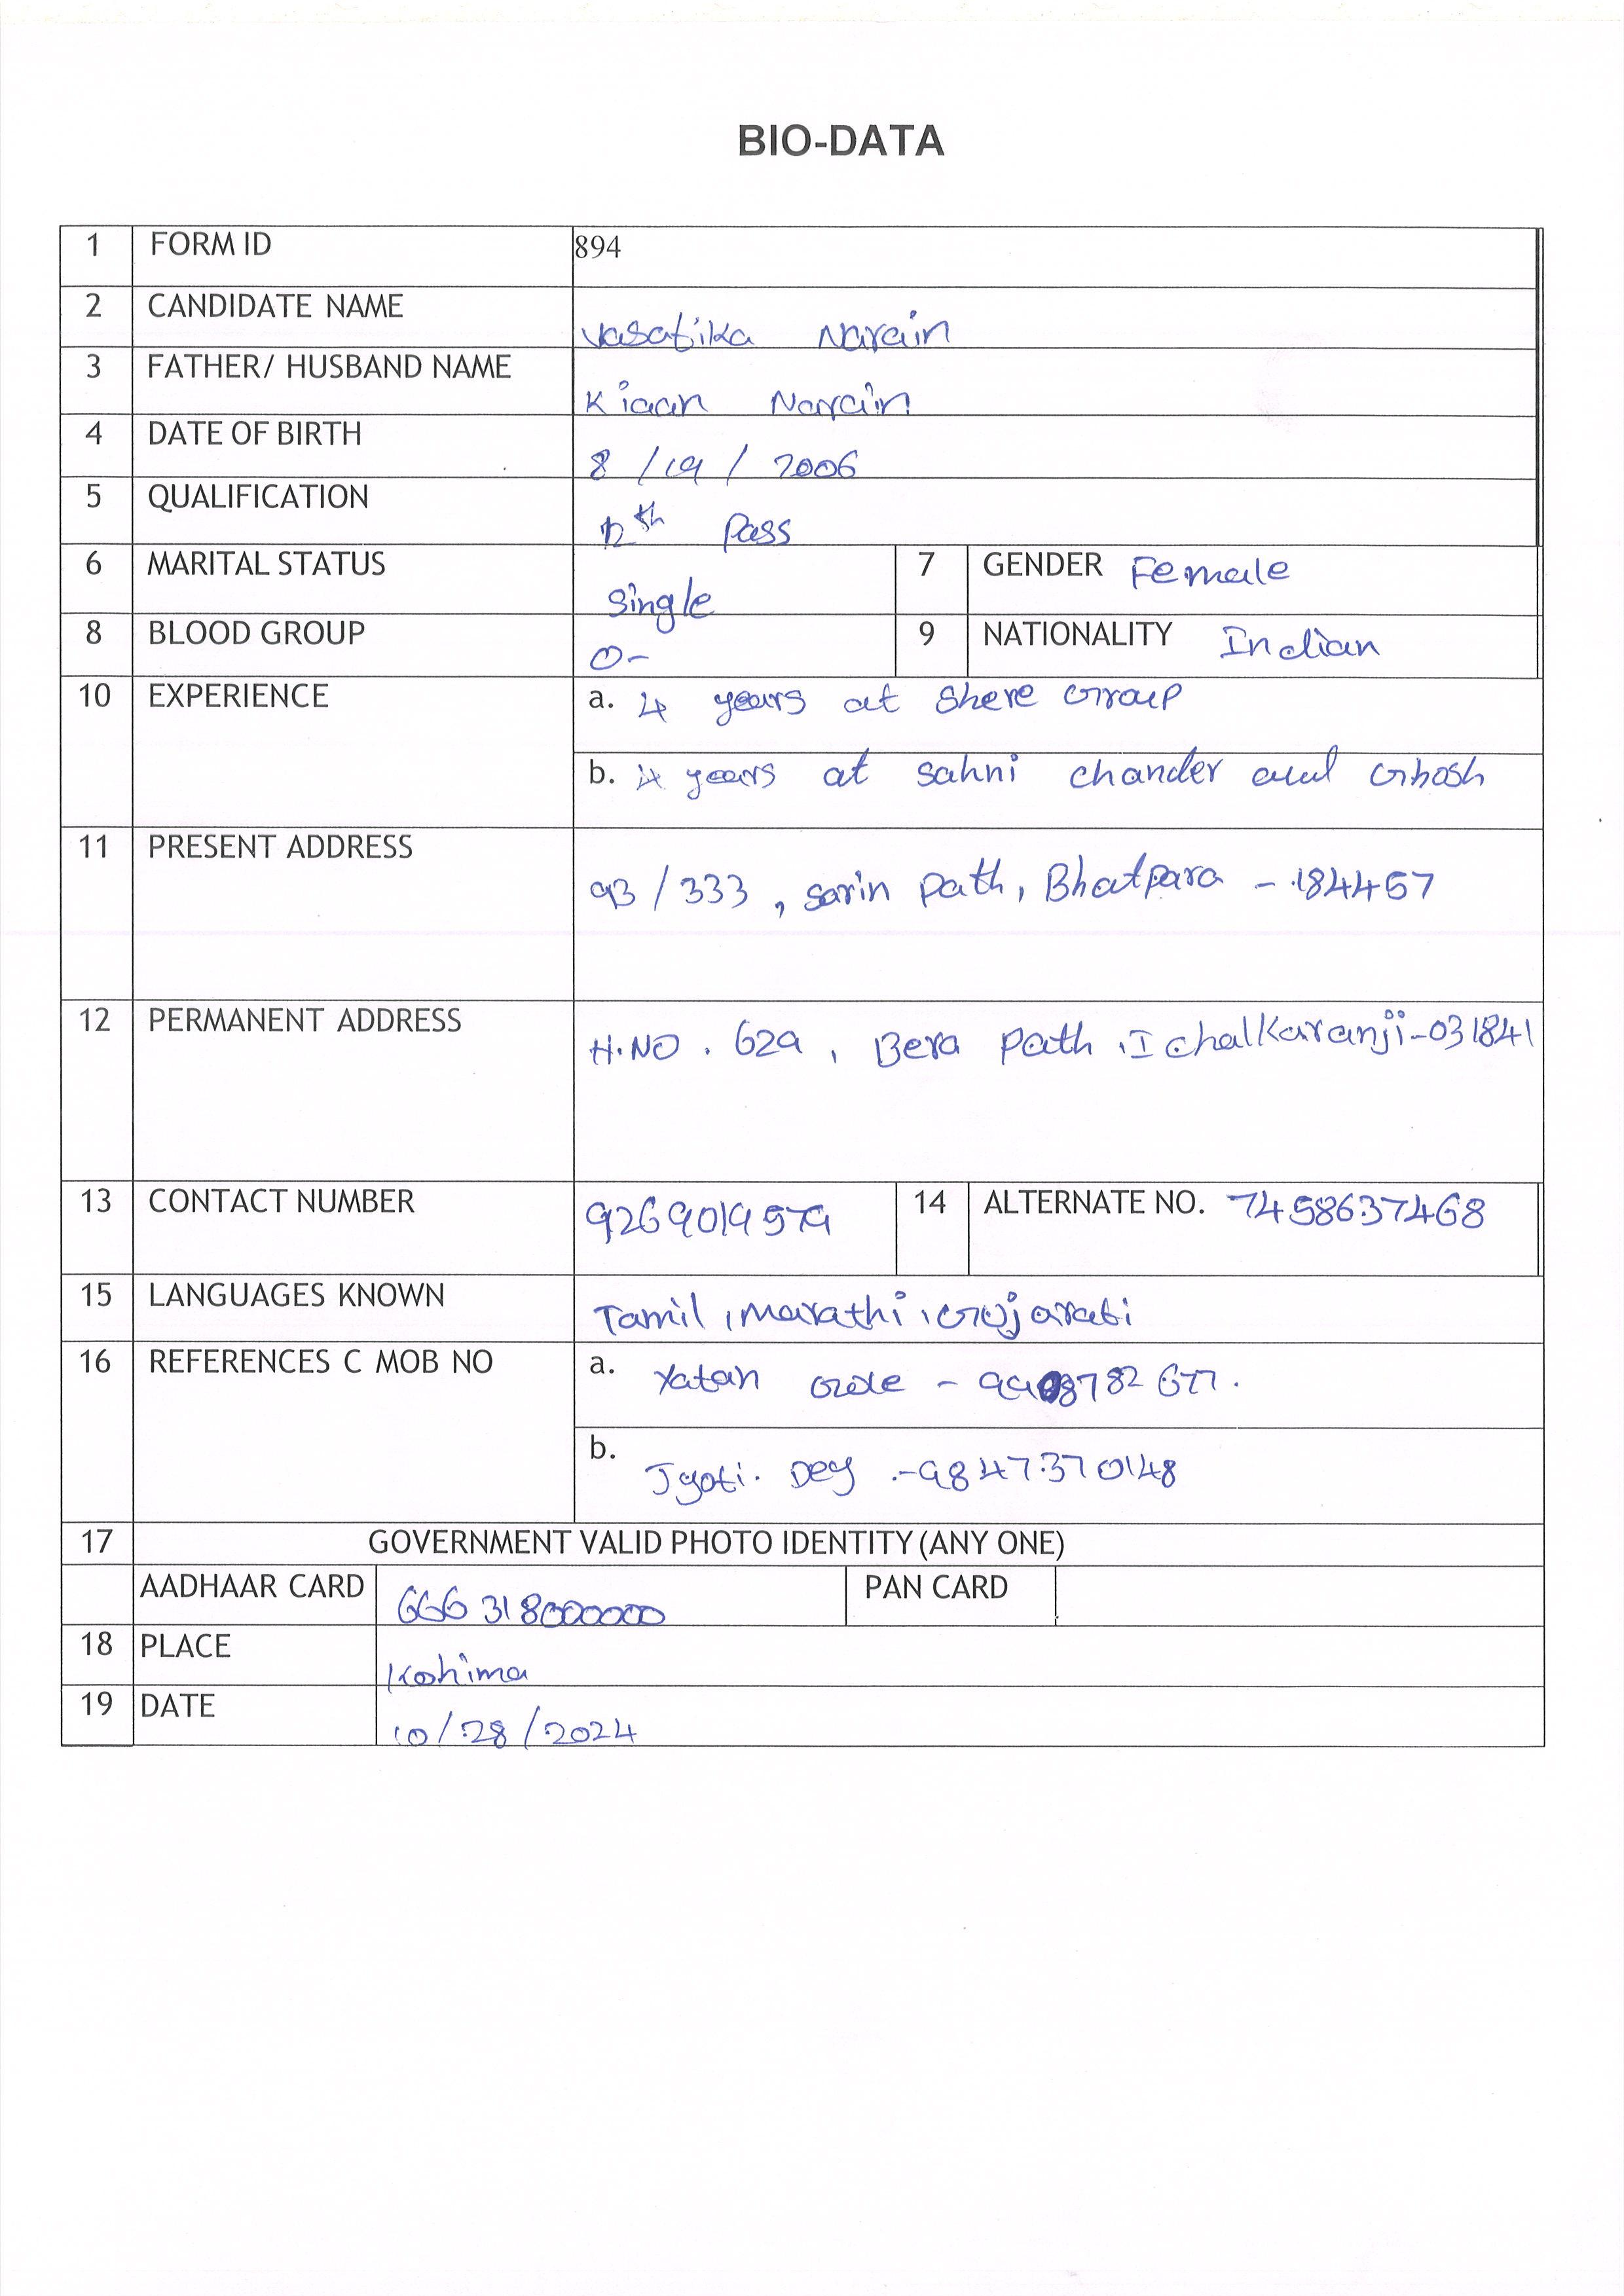 BIO-DATA
1 FORM ID 894
2 CANDIDATE NAME Vasatika Narain
3 FATHER/ HUSBAND NAME Kiaan Narain
4 DATE OF BIRTH 8 / 19 / 2006
5 QUALIFICATION 12th Pass
6 MARITAL STATUS Single 7 GENDER Female
8 BLOOD GROUP O- 9 NATIONALITY Indian
10 EXPERIENCE a. 4 years at Shere Group
b. 4 years at Sahni Chander and Ghosh
11 PRESENT ADDRESS 93 / 333 , Sarin Path, Bhatpara - 184457
12 PERMANENT ADDRESS H.NO. 629, Bera Path, Ichalkaranji-031841
13 CONTACT NUMBER 9269019579 14 ALTERNATE NO. 7458637468
15 LANGUAGES KNOWN Tamil, Marathi, Gujarati
16 REFERENCES C MOB NO a. Yatan -
b. Jyoti. Dey - 9847370148
17 GOVERNMENT VALID PHOTO IDENTITY (ANY ONE)
AADHAAR CARD 666318000000 PAN CARD
18 PLACE Kohima
19 DATE 10/28/2024